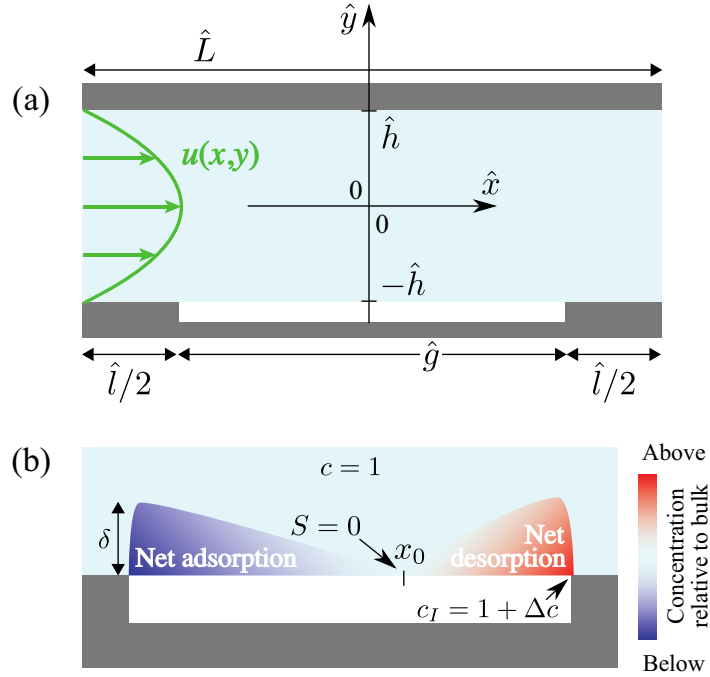 ŷ
L̂
(a)
ĥ
u(x,y)
0
x̂
0
−ĥ
l̂/2
ĝ
l̂/2
(b)
Above
c = 1
S = 0
Net
δ
Net adsorption
x₀
desorption
c_I = 1 + Δc
Concentration
relative to bulk
Below